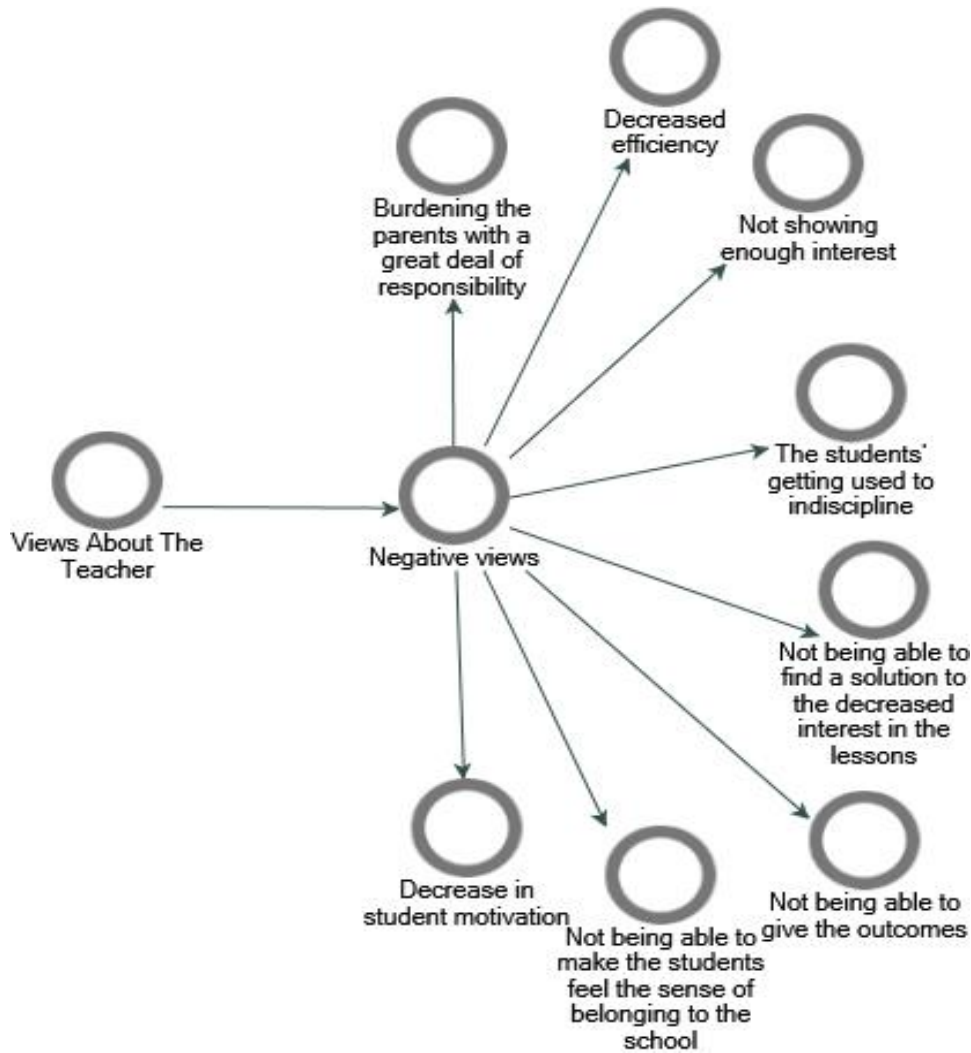 Decreased
efficiency
Burdening the
parents with a
great deal of
responsibility
Not showing
enough interest
The students'
getting used to
indiscipline
Views About The
Teacher
Negative views
Not being able to
find a solution to
the decreased
interest in the
lessons
Decrease in
student motivation
Not being able to
make the students
feel the sense of
belonging to the
school
Not being able to
give the outcomes